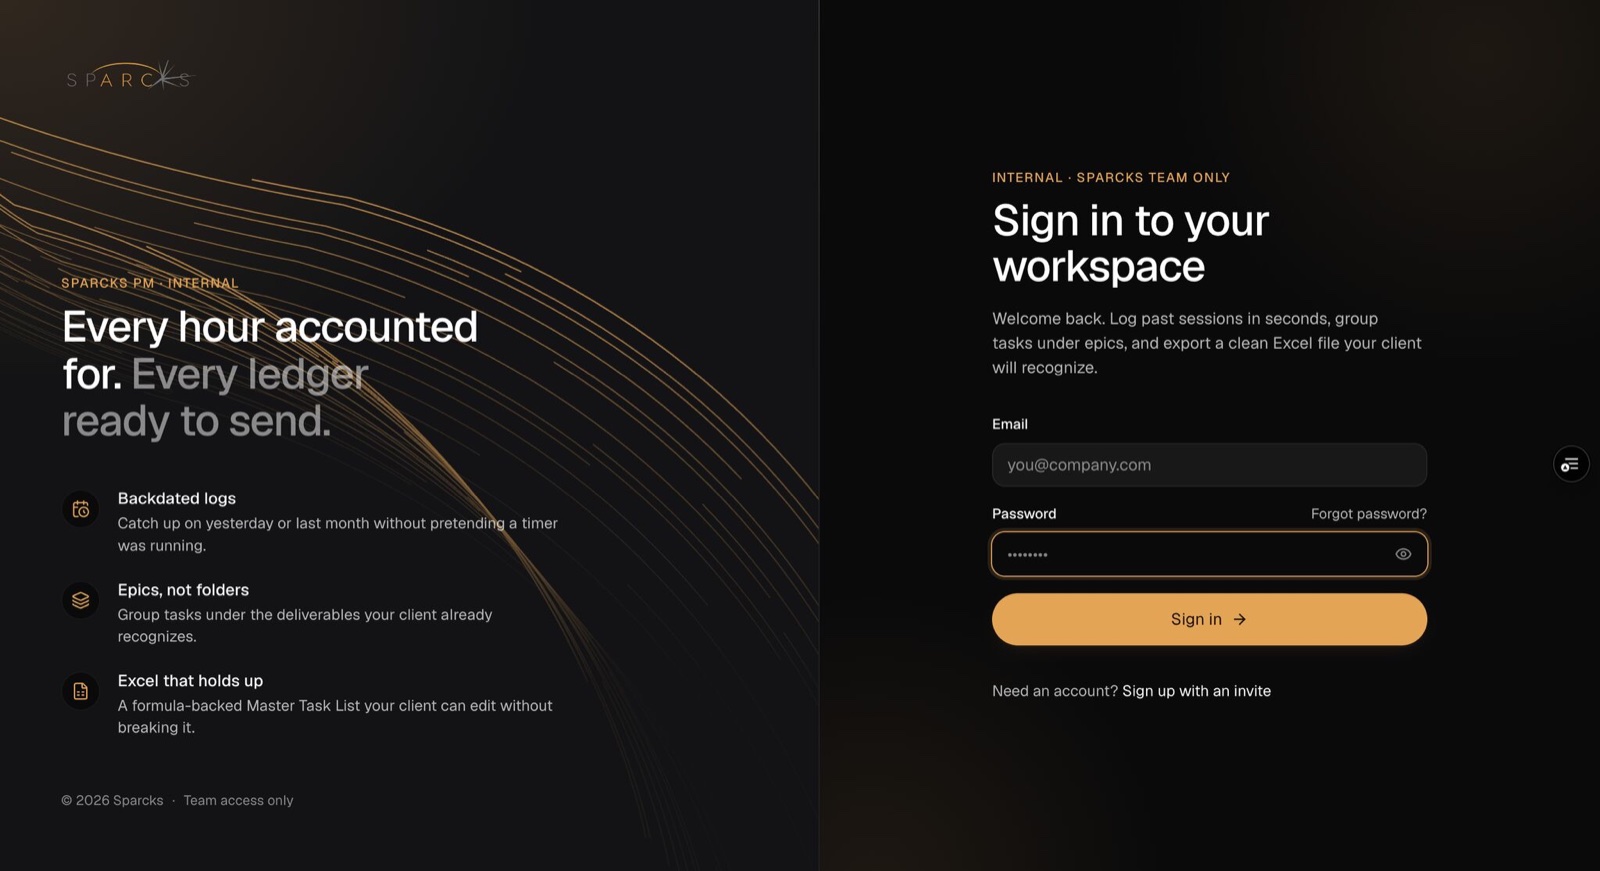 SPARCKS
SPARCKS PM · INTERNAL
Every hour accounted
for. Every ledger
ready to send.
Backdated logs
Catch up on yesterday or last month without pretending a timer
was running.
Epics, not folders
Group tasks under the deliverables your client already
recognizes.
Excel that holds up
A formula-backed Master Task List your client can edit without
breaking it.
© 2026 Sparcks · Team access only
INTERNAL · SPARCKS TEAM ONLY
Sign in to your
workspace
Welcome back. Log past sessions in seconds, group
tasks under epics, and export a clean Excel file your client
will recognize.
Email
you@company.com
Password Forgot password?
••••••••
Sign in →
Need an account? Sign up with an invite